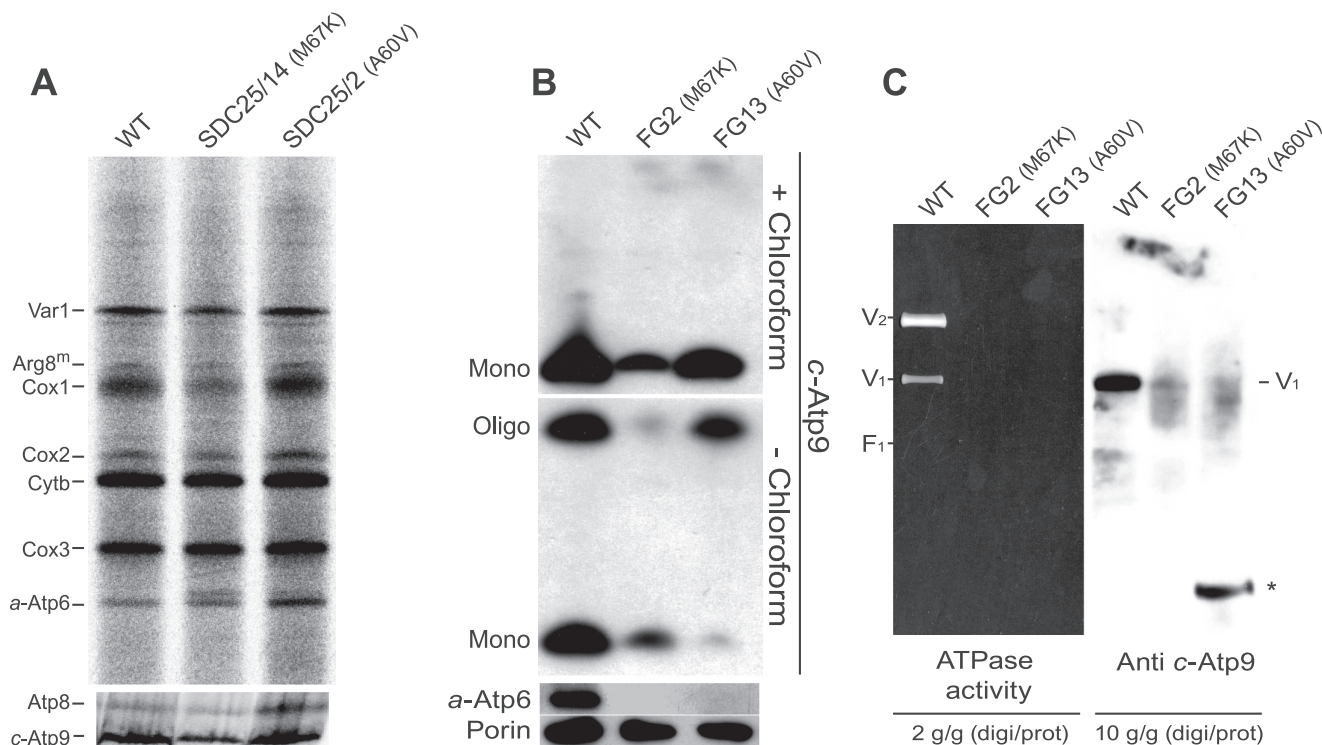 A
WT
SDC25/14 (M67K)
SDC25/2 (A60V)
Var1
Arg8ᵐ
Cox1
Cox2
Cytb
Cox3
a-Atp6
Atp8
c-Atp9
B
WT
FG2 (M67K)
FG13 (A60V)
Mono
Oligo
Mono
a-Atp6
Porin
+ Chloroform
- Chloroform
c-Atp9
C
WT
FG2 (M67K)
FG13 (A60V)
WT
FG2 (M67K)
FG13 (A60V)
V₂
V₁
F₁
V₁
*
ATPase
activity
2 g/g (digi/prot)
Anti c-Atp9
10 g/g (digi/prot)